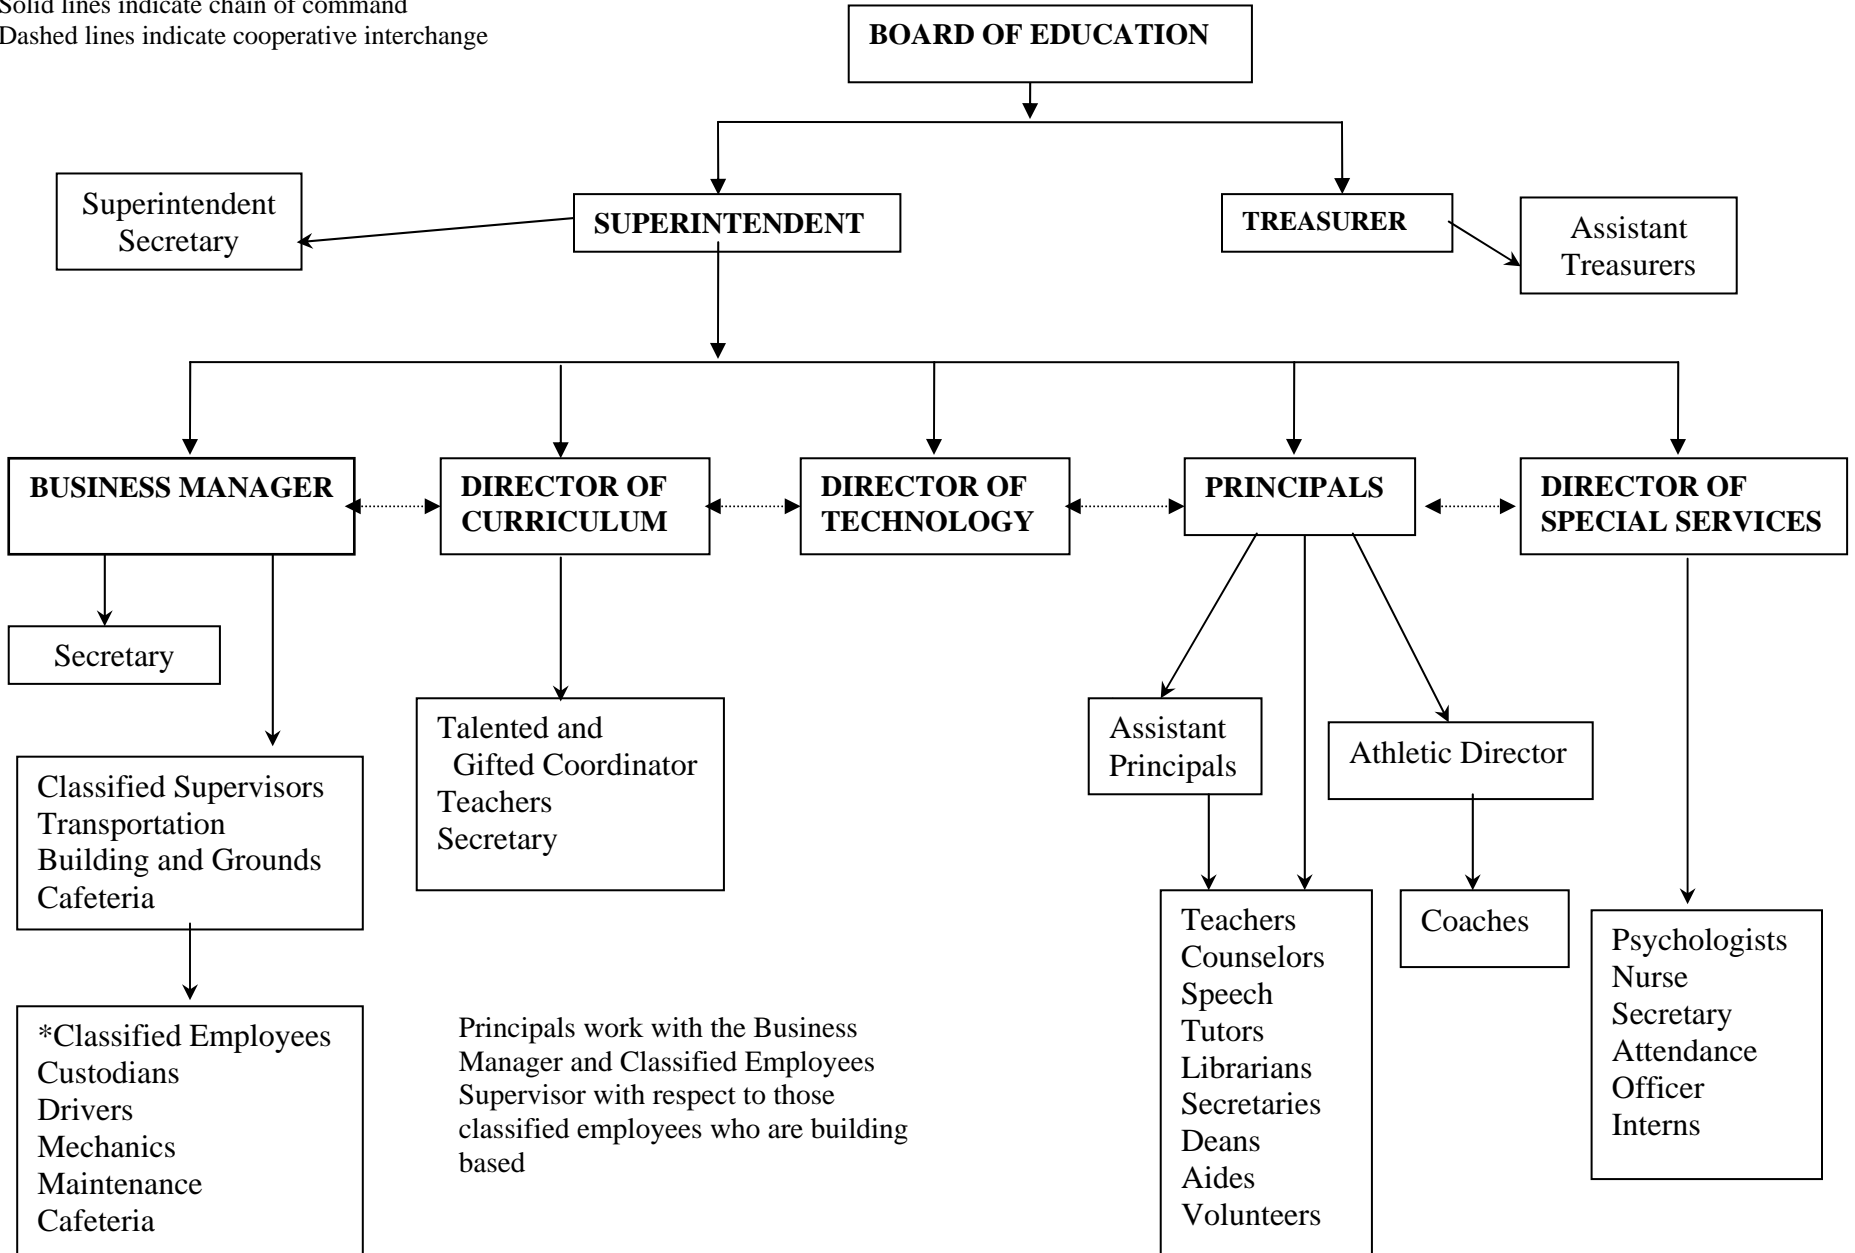 Solid lines indicate chain of command
Dashed lines indicate cooperative interchange
BOARD OF EDUCATION
Superintendent
Secretary
SUPERINTENDENT
TREASURER
Assistant
Treasurers
BUSINESS MANAGER
DIRECTOR OF
CURRICULUM
DIRECTOR OF
TECHNOLOGY
PRINCIPALS
DIRECTOR OF
SPECIAL SERVICES
Secretary
Classified Supervisors
Transportation
Building and Grounds
Cafeteria
Talented and
Gifted Coordinator
Teachers
Secretary
Assistant
Principals
Athletic Director
*Classified Employees
Custodians
Drivers
Mechanics
Maintenance
Cafeteria
Principals work with the Business
Manager and Classified Employees
Supervisor with respect to those
classified employees who are building
based
Teachers
Counselors
Speech
Tutors
Librarians
Secretaries
Deans
Aides
Volunteers
Coaches
Psychologists
Nurse
Secretary
Attendance
Officer
Interns